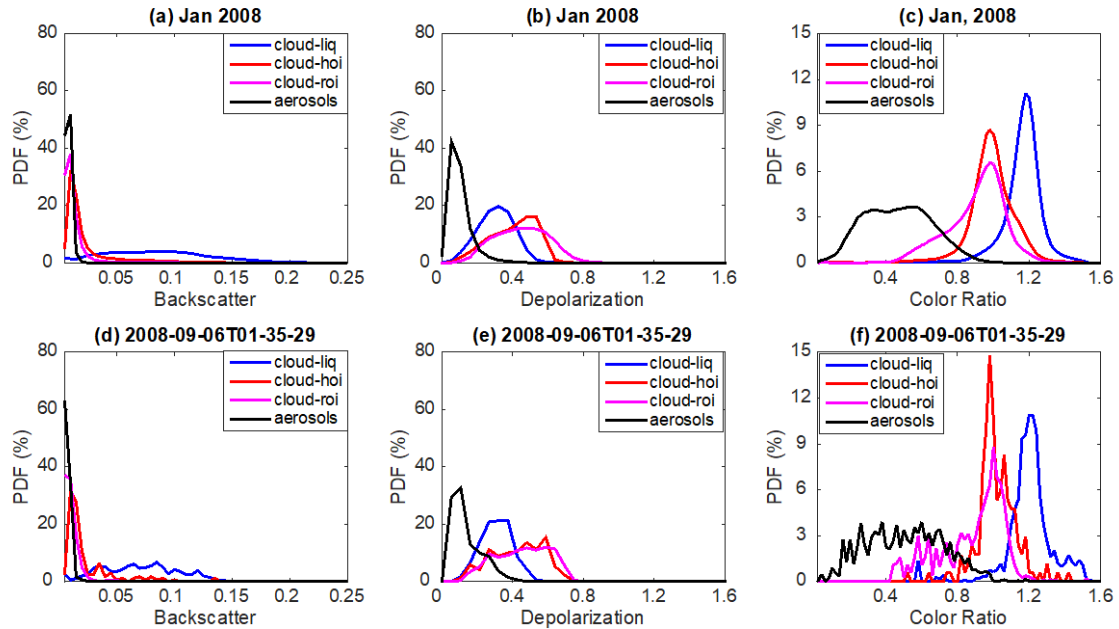 (a) Jan 2008
PDF (%)
80
60
40
20
0
0.05 0.1 0.15 0.2 0.25
Backscatter
cloud-liq
cloud-hoi
cloud-roi
aerosols
(b) Jan 2008
PDF (%)
80
60
40
20
0
0 0.4 0.8 1.2 1.6
Depolarization
cloud-liq
cloud-hoi
cloud-roi
aerosols
(c) Jan, 2008
PDF (%)
15
12
9
6
3
0
0.4 0.8 1.2 1.6
Color Ratio
cloud-liq
cloud-hoi
cloud-roi
aerosols
(d) 2008-09-06T01-35-29
PDF (%)
80
60
40
20
0
0.05 0.1 0.15 0.2 0.25
Backscatter
cloud-liq
cloud-hoi
cloud-roi
aerosols
(e) 2008-09-06T01-35-29
PDF (%)
80
60
40
20
0
0 0.4 0.8 1.2 1.6
Depolarization
cloud-liq
cloud-hoi
cloud-roi
aerosols
(f) 2008-09-06T01-35-29
PDF (%)
15
12
9
6
3
0
0.4 0.8 1.2 1.6
Color Ratio
cloud-liq
cloud-hoi
cloud-roi
aerosols